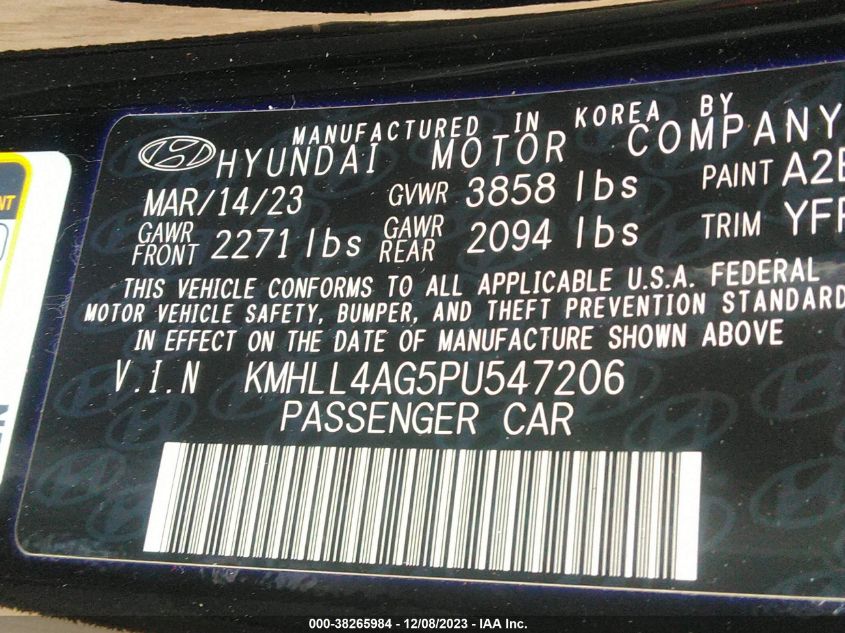 MANUFACTURED IN KOREA BY
HYUNDAI MOTOR COMPANY
MAR/14/23 GVWR 3858 lbs PAINT A2B
GAWR FRONT 2271 lbs GAWR REAR 2094 lbs TRIM
THIS VEHICLE CONFORMS TO ALL APPLICABLE U.S.A. FEDERAL
MOTOR VEHICLE SAFETY, BUMPER, AND THEFT PREVENTION STANDARD
IN EFFECT ON THE DATE OF MANUFACTURE SHOWN ABOVE
V.I.N KMHLL4AG5PU547206
PASSENGER CAR
000-38265984 - 12/08/2023 - IAA Inc.